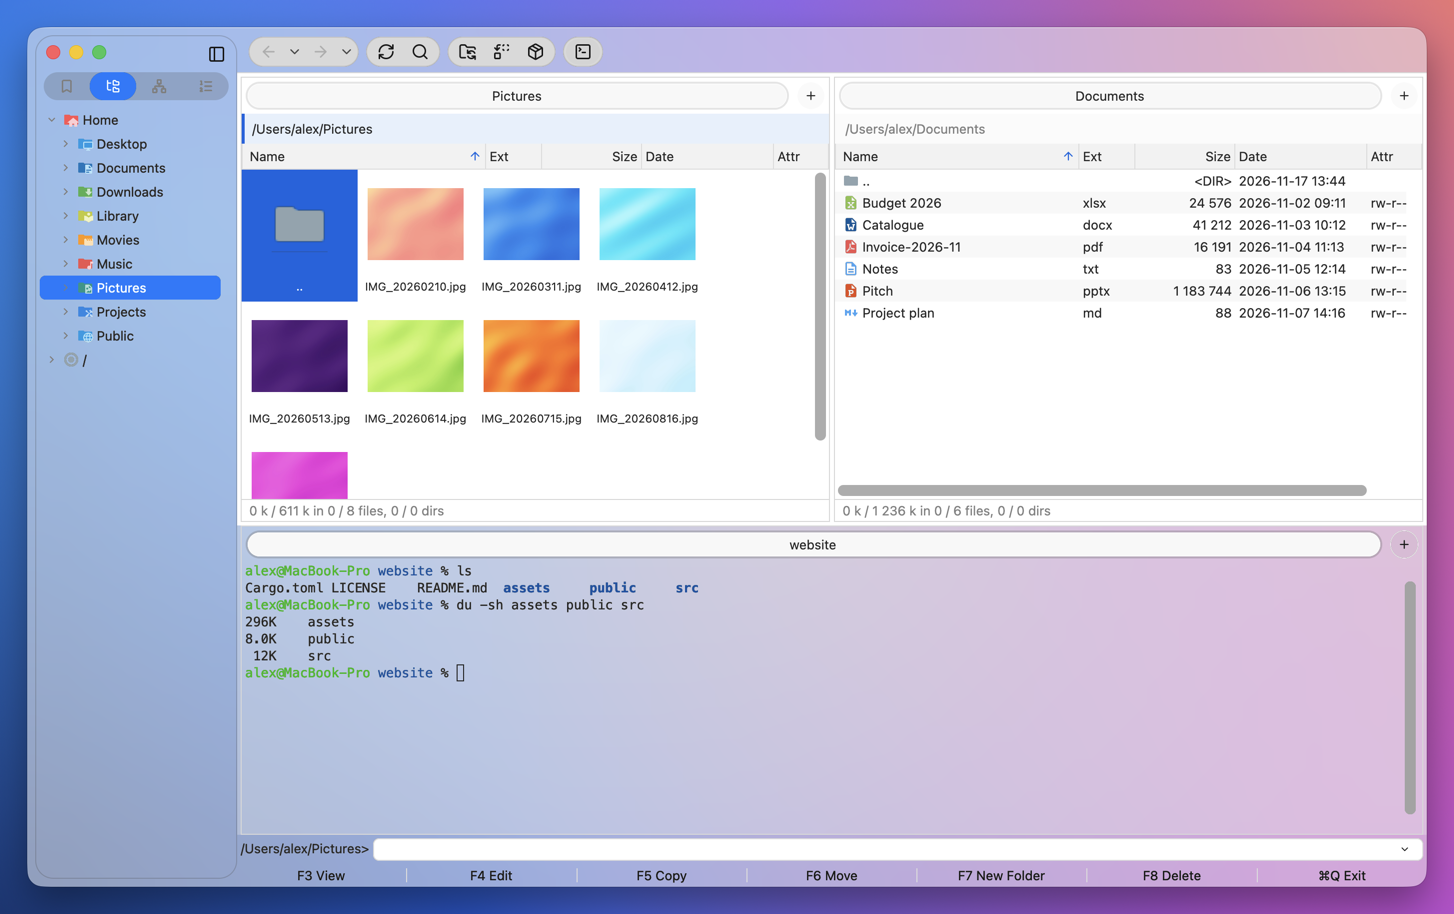 Home
Desktop
Documents
Downloads
Library
Movies
Music
Pictures
Projects
Public
/
Pictures
+
/Users/alex/Pictures
Name Ext Size Date Attr
..
IMG_20260210.jpg
IMG_20260311.jpg
IMG_20260412.jpg
IMG_20260513.jpg
IMG_20260614.jpg
IMG_20260715.jpg
IMG_20260816.jpg
0 k / 611 k in 0 / 8 files, 0 / 0 dirs
Documents
+
/Users/alex/Documents
Name Ext Size Date Attr
.. <DIR> 2026-11-17 13:44
Budget 2026 xlsx 24 576 2026-11-02 09:11 rw-r--
Catalogue docx 41 212 2026-11-03 10:12 rw-r--
Invoice-2026-11 pdf 16 191 2026-11-04 11:13 rw-r--
Notes txt 83 2026-11-05 12:14 rw-r--
Pitch pptx 1 183 744 2026-11-06 13:15 rw-r--
Project plan md 88 2026-11-07 14:16 rw-r--
0 k / 1 236 k in 0 / 6 files, 0 / 0 dirs
website
+
alex@MacBook-Pro website % ls
Cargo.toml LICENSE README.md assets public src
alex@MacBook-Pro website % du -sh assets public src
296K assets
8.0K public
12K src
alex@MacBook-Pro website %
/Users/alex/Pictures>
F3 View F4 Edit F5 Copy F6 Move F7 New Folder F8 Delete ⌘Q Exit